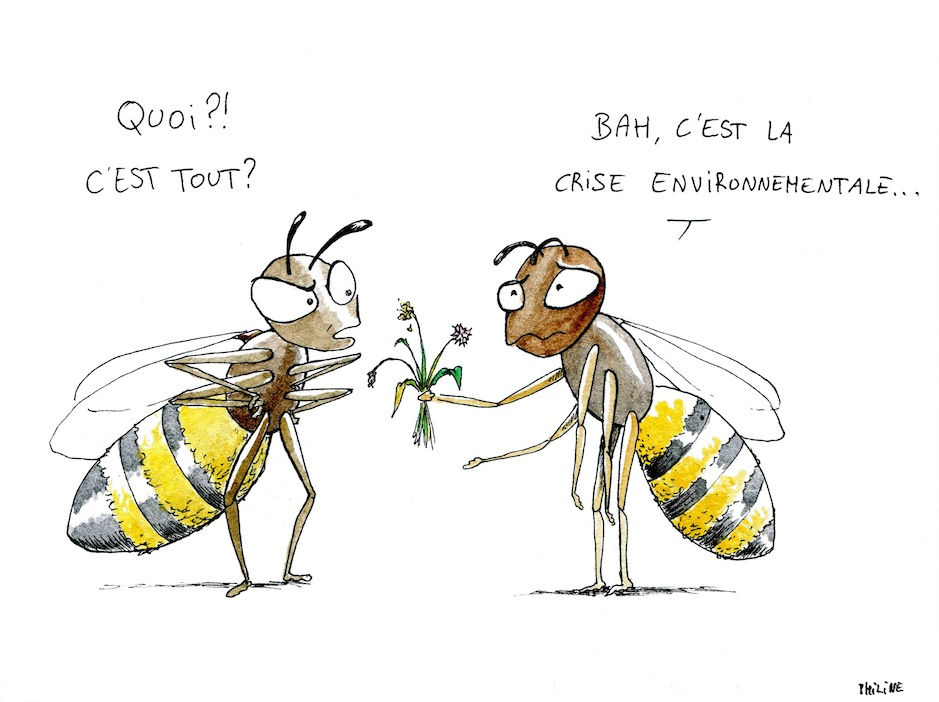 QUOI?!
C'EST TOUT?
BAH, C'EST LA
CRISE ENVIRONNEMENTALE...
PHILINE